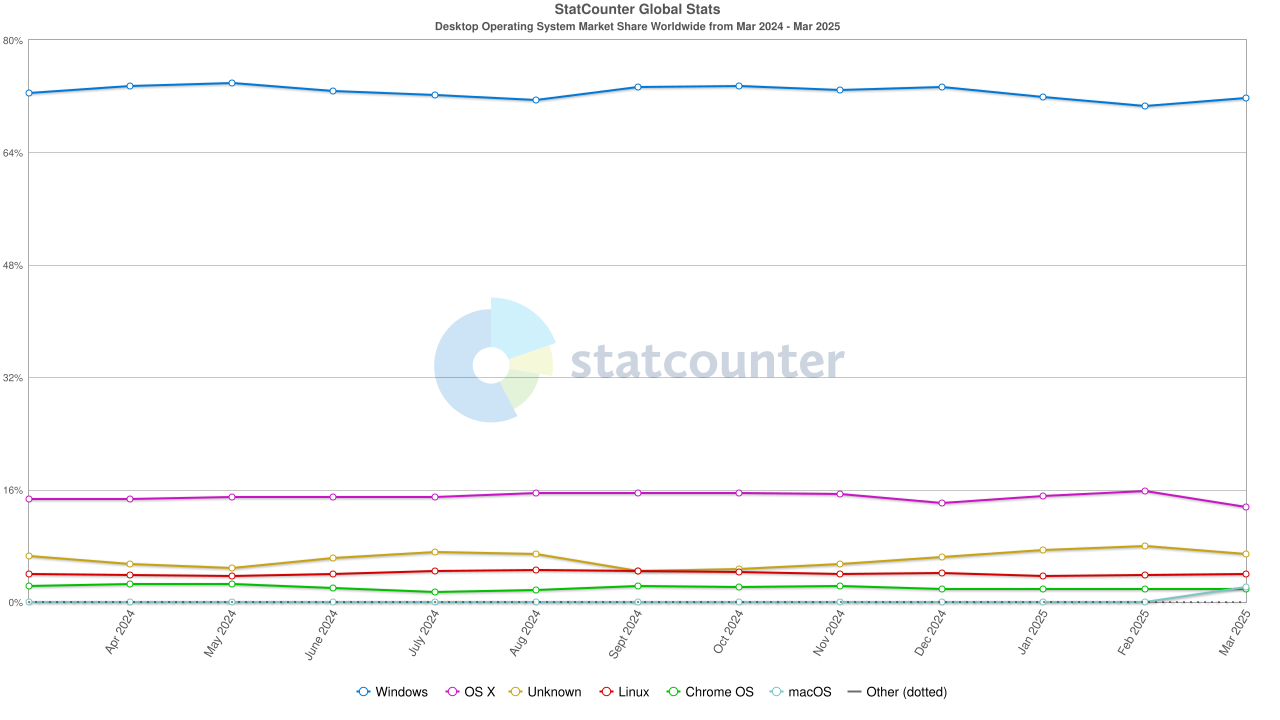 StatCounter Global Stats
Desktop Operating System Market Share Worldwide from Mar 2024 - Mar 2025
80%
64%
48%
32%
16%
0%
statcounter
Apr 2024
May 2024
June 2024
July 2024
Aug 2024
Sept 2024
Oct 2024
Nov 2024
Dec 2024
Jan 2025
Feb 2025
Mar 2025
Windows OS X Unknown Linux Chrome OS macOS Other (dotted)